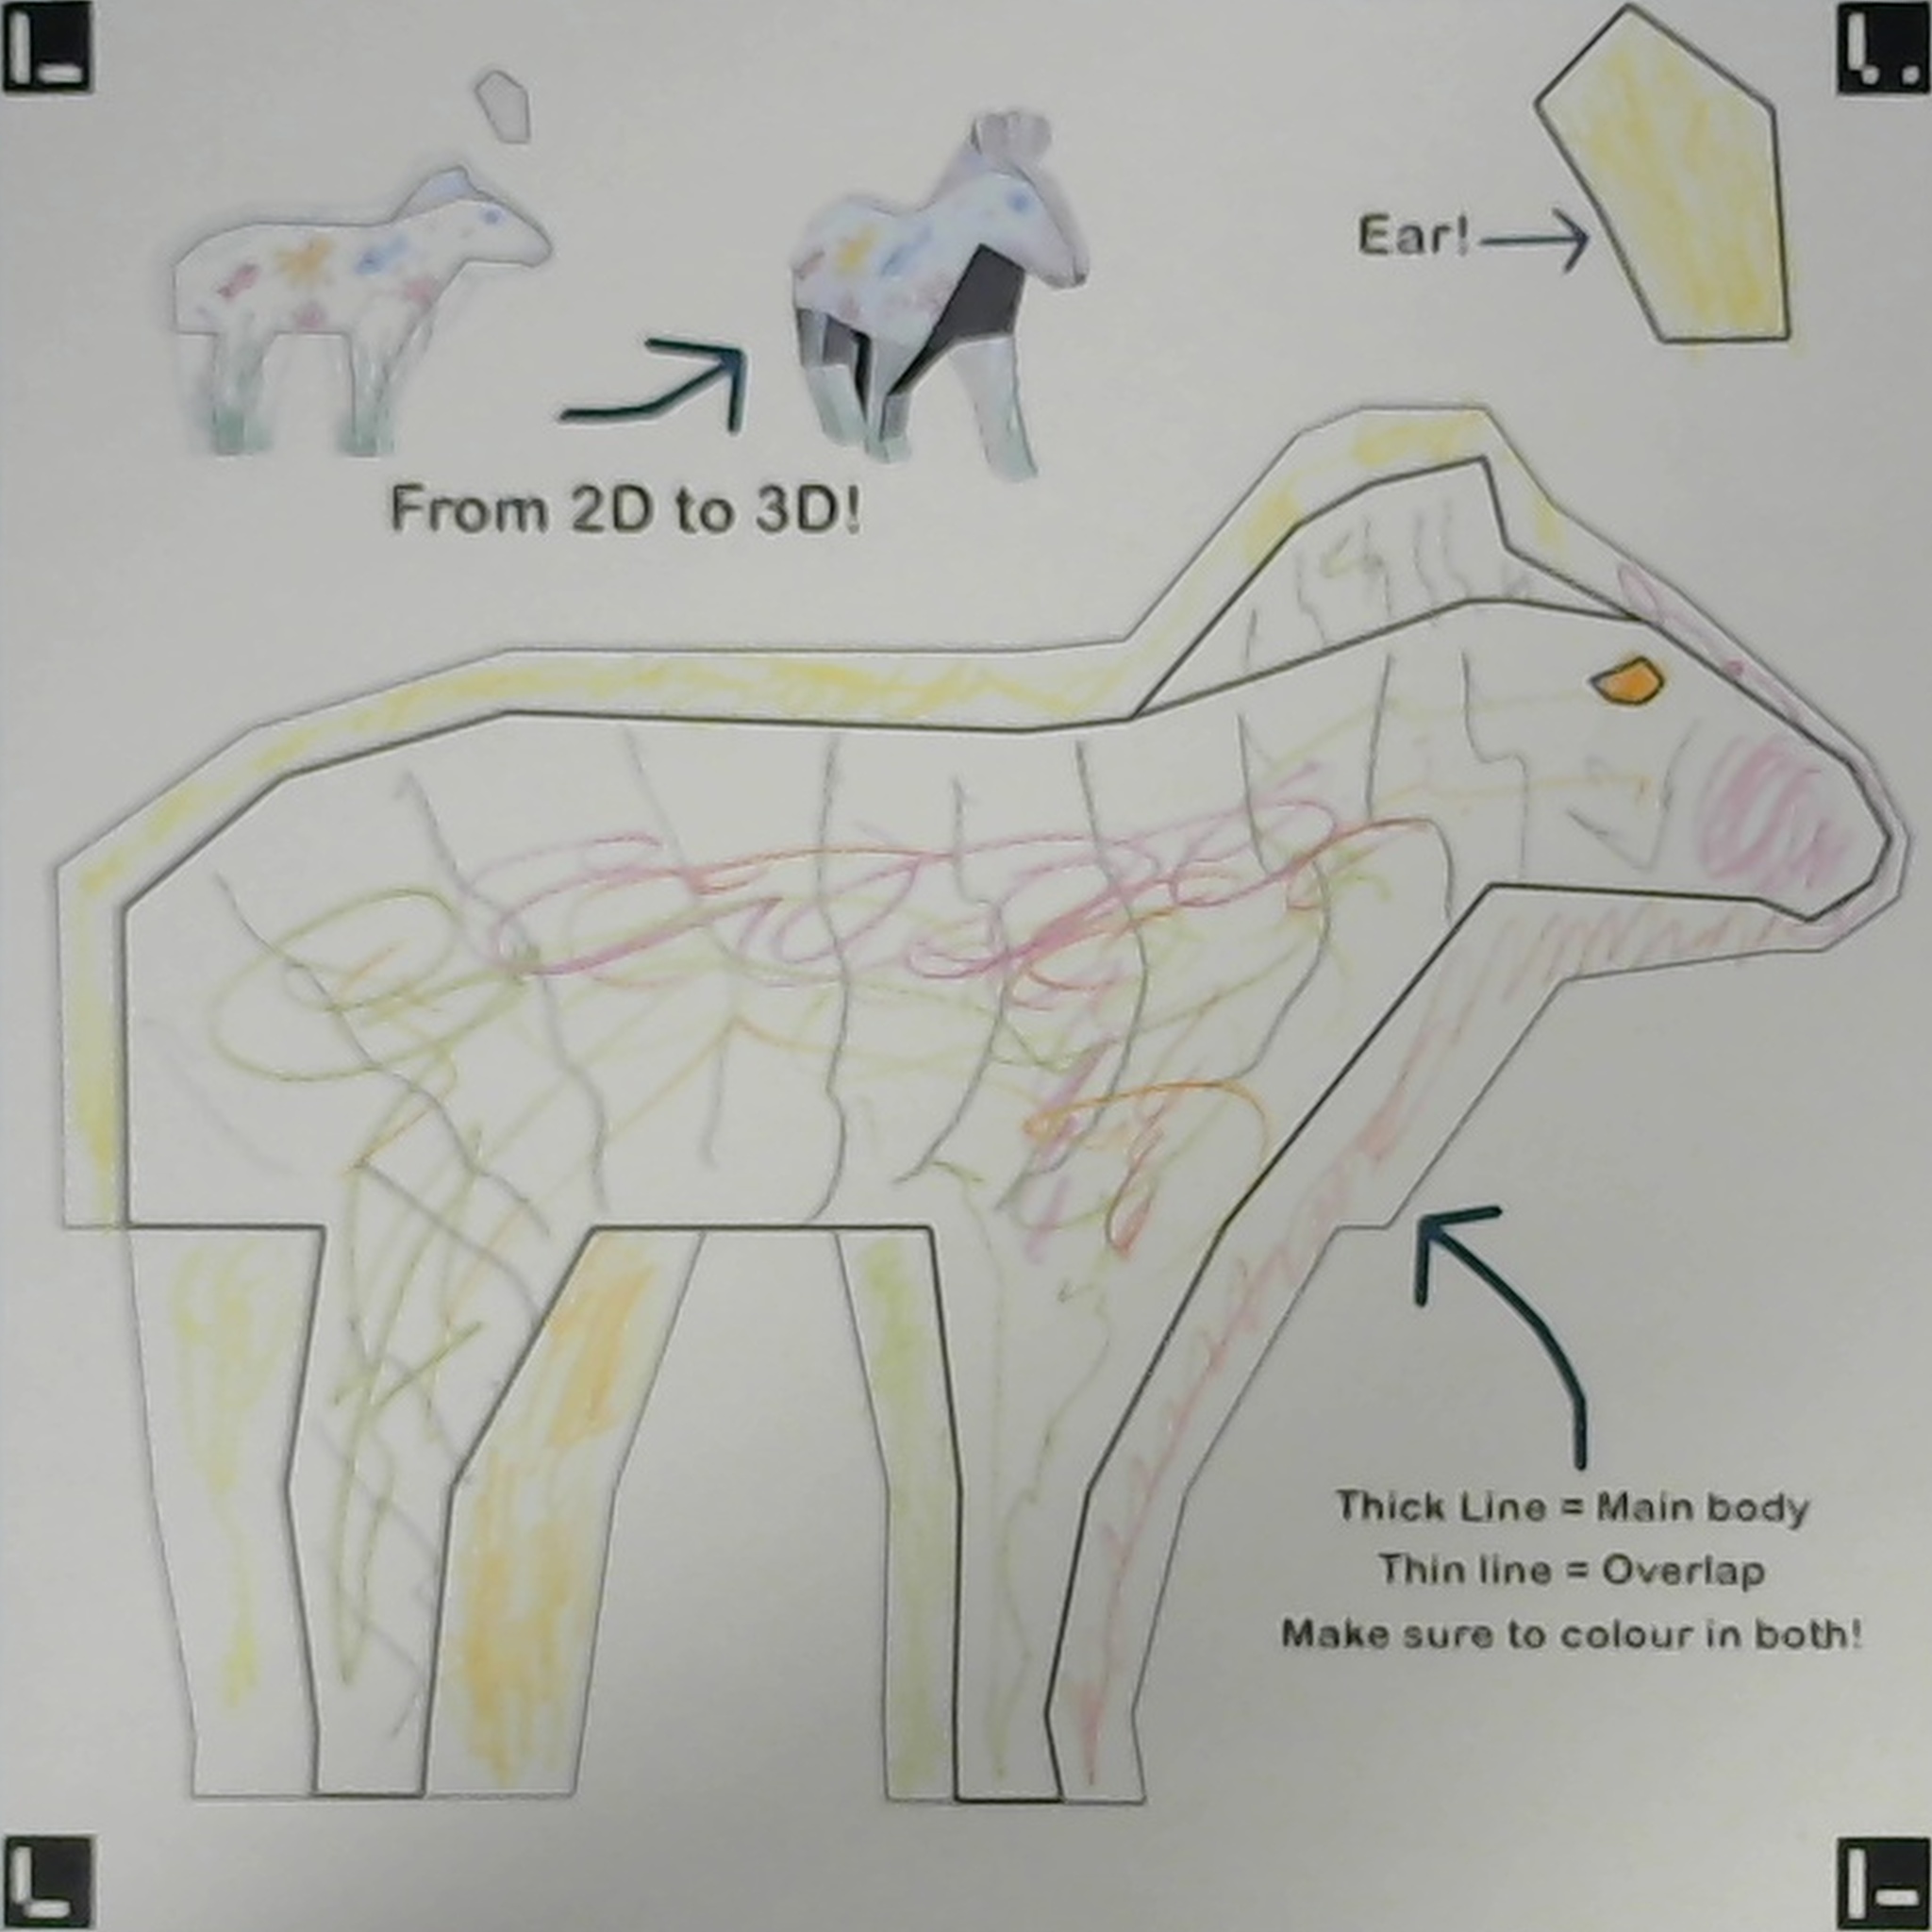 Ear!
From 2D to 3D!
Thick Line = Main body
Thin line = Overlap
Make sure to colour in both!